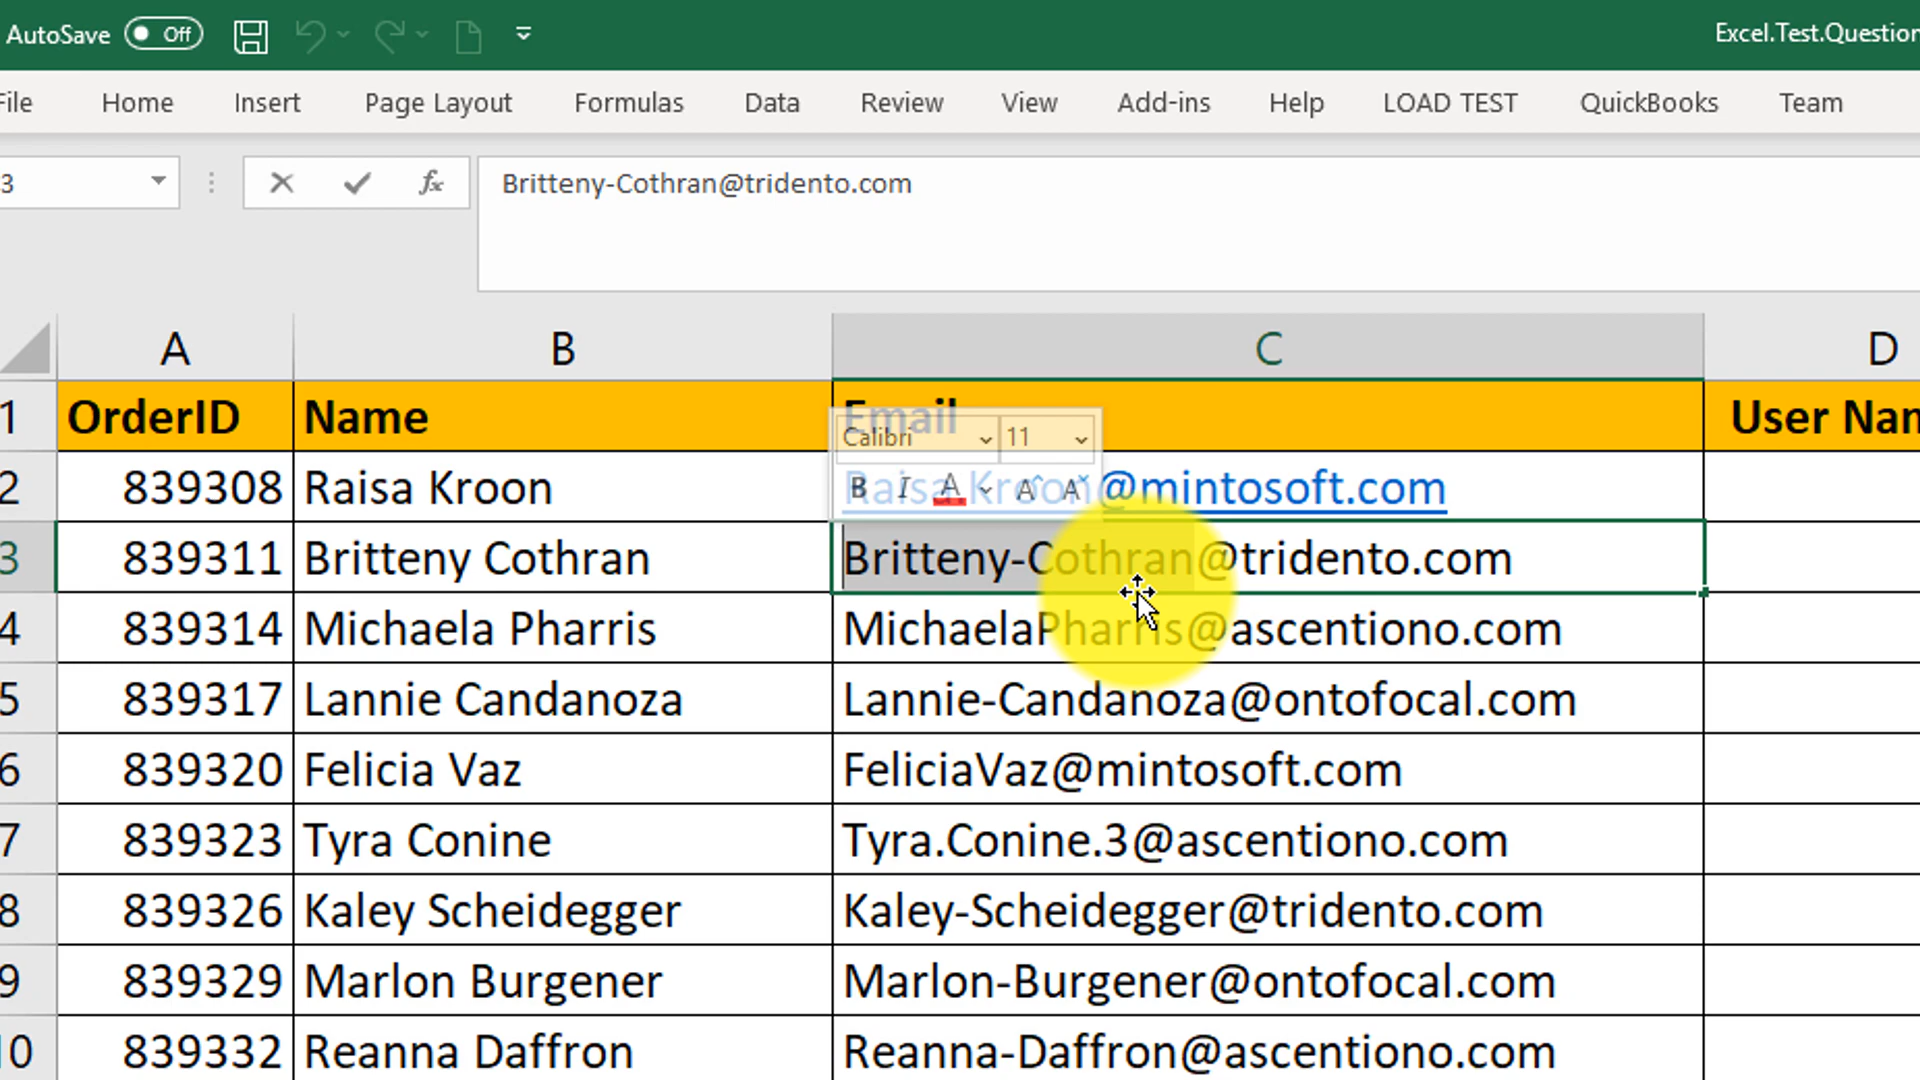 AutoSave Off Excel.Test.Question
File Home Insert Page Layout Formulas Data Review View Add-ins Help LOAD TEST QuickBooks Team
3 fx Britteny-Cothran@tridento.com
A B C D
1 OrderID Name Email User Nam
Calibri 11
2 839308 Raisa Kroon Raisa.Kroon@mintosoft.com
B I A A A
3 839311 Britteny Cothran Britteny-Cothran@tridento.com
4 839314 Michaela Pharris MichaelaPharris@ascentiono.com
5 839317 Lannie Candanoza Lannie-Candanoza@ontofocal.com
6 839320 Felicia Vaz FeliciaVaz@mintosoft.com
7 839323 Tyra Conine Tyra.Conine.3@ascentiono.com
8 839326 Kaley Scheidegger Kaley-Scheidegger@tridento.com
9 839329 Marlon Burgener Marlon-Burgener@ontofocal.com
10 839332 Reanna Daffron Reanna-Daffron@ascentiono.com